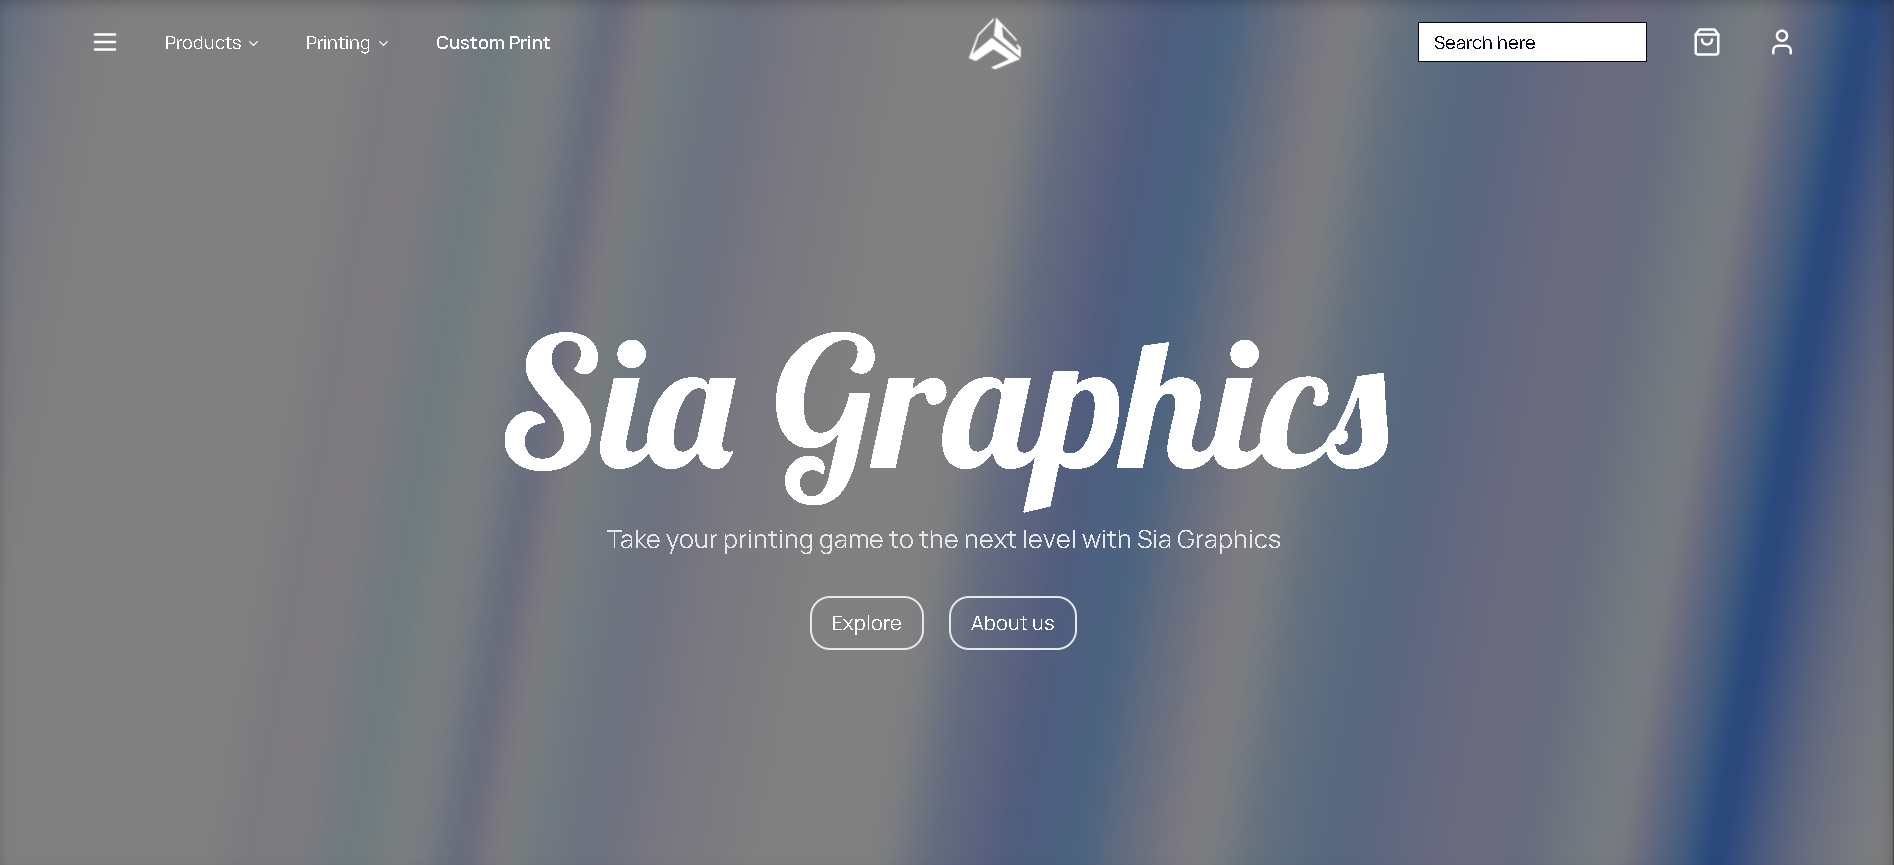 Products
Printing
Custom Print
Search here
Sia Graphics
Take your printing game to the next level with Sia Graphics
Explore
About us